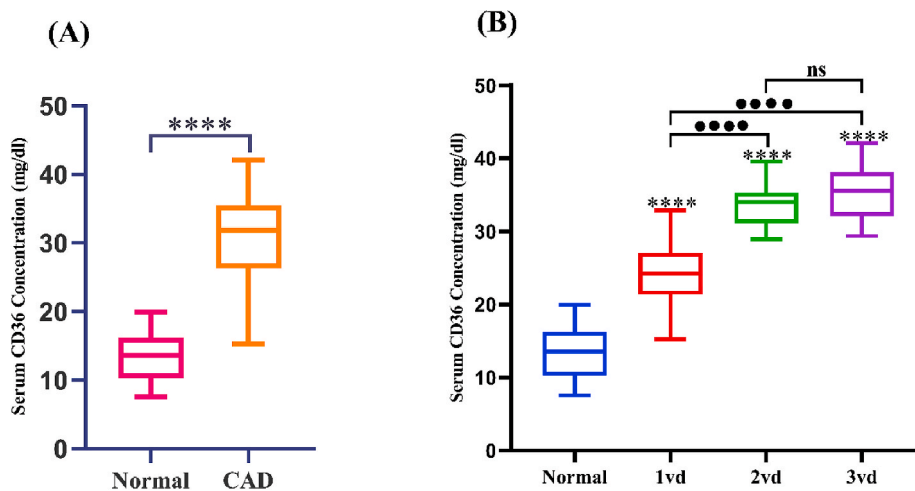 (A)
Serum CD36 Concentration (mg/dl)
50
40
30
20
10
0
****
Normal CAD
(B)
Serum CD36 Concentration (mg/dl)
50
40
30
20
10
0
ns
●●●●
●●●●
****
****
****
Normal 1vd 2vd 3vd